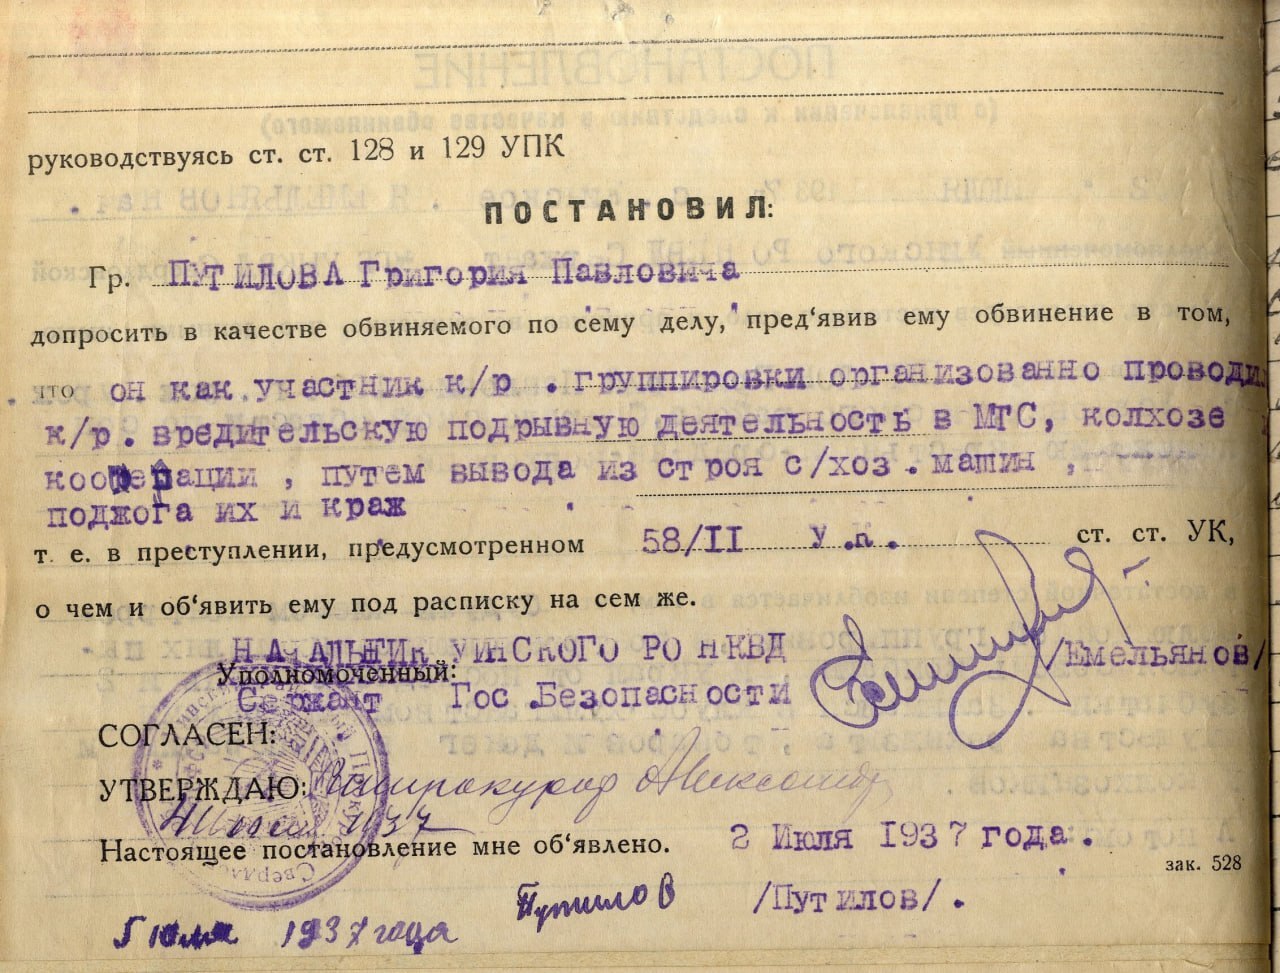 руководствуясь ст. ст. 128 и 129 УПК
ПОСТАНОВИЛ:
Гр. ПУТИЛОВА Григория Павловича
допросить в качестве обвиняемого по сему делу, пред‘явив ему обвинение в том,
что он как участник к/р . группировки организованно проводил
к/р . вредительскую подрывную деятельность в МТС, колхозе
кооперации , путем вывода из строя с/хоз . машин ,
поджога их и краж
т. е. в преступлении, предусмотренном 58/II У.К. ст. ст. УК,
о чем и об‘явить ему под расписку на сем же.
НАЧАЛЬНИК УИНСКОГО РО НКВД
Уполномоченный:
Сержант Гос .Безопасности /Емельянов/
СОГЛАСЕН:
УТВЕРЖДАЮ:
1937
Настоящее постановление мне об‘явлено. 2 Июля 1937 года .
зак. 528
Путилов /Путилов/ .
5 июля 1937 года